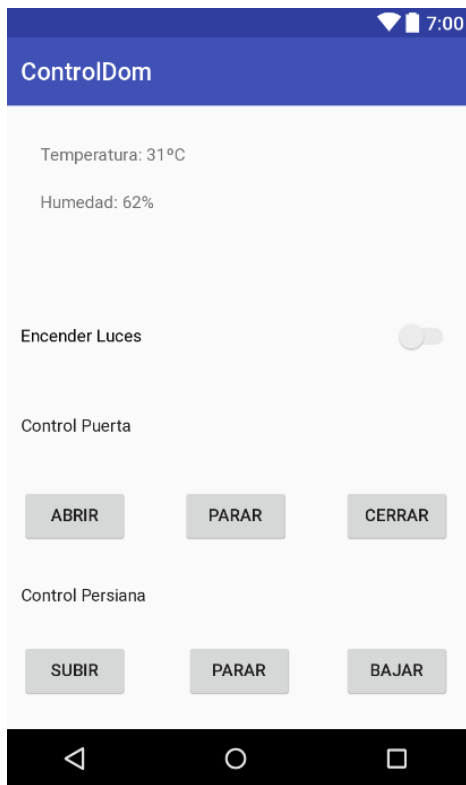 7:00
ControlDom
Temperatura: 31ºC
Humedad: 62%
Encender Luces
Control Puerta
ABRIR PARAR CERRAR
Control Persiana
SUBIR PARAR BAJAR